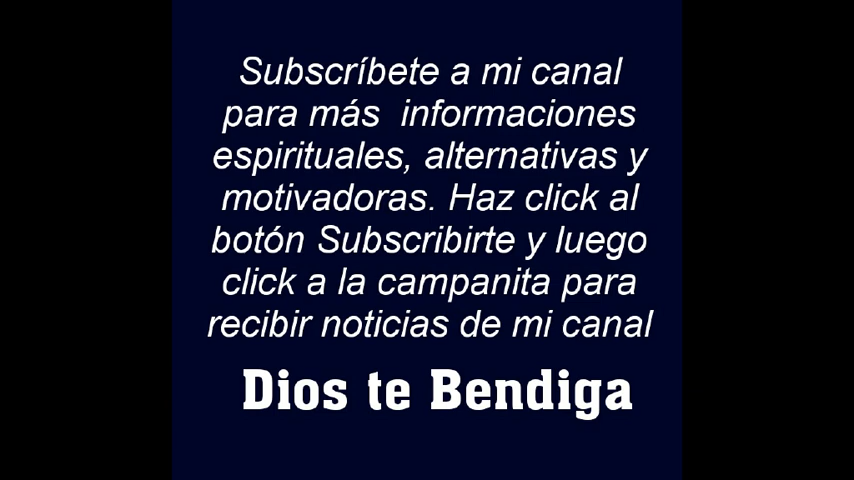 Subscríbete a mi canal
para más informaciones
espirituales, alternativas y
motivadoras. Haz click al
botón Subscribirte y luego
click a la campanita para
recibir noticias de mi canal
Dios te Bendiga